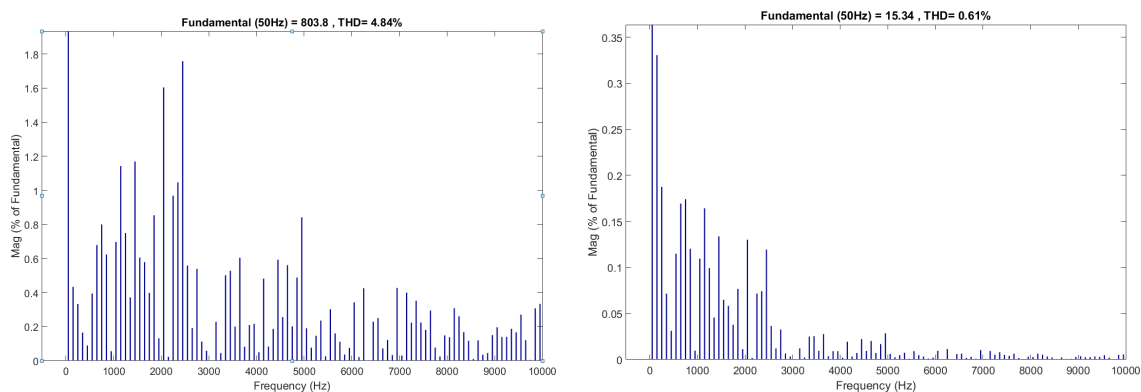 Fundamental (50Hz) = 803.8 , THD= 4.84%
1.8
1.6
1.4
1.2
1
0.8
0.6
0.4
0.2
0
Mag (% of Fundamental)
0 1000 2000 3000 4000 5000 6000 7000 8000 9000 10000
Frequency (Hz)
Fundamental (50Hz) = 15.34 , THD= 0.61%
0.35
0.3
0.25
0.2
0.15
0.1
0.05
0
Mag (% of Fundamental)
0 1000 2000 3000 4000 5000 6000 7000 8000 9000 10000
Frequency (Hz)